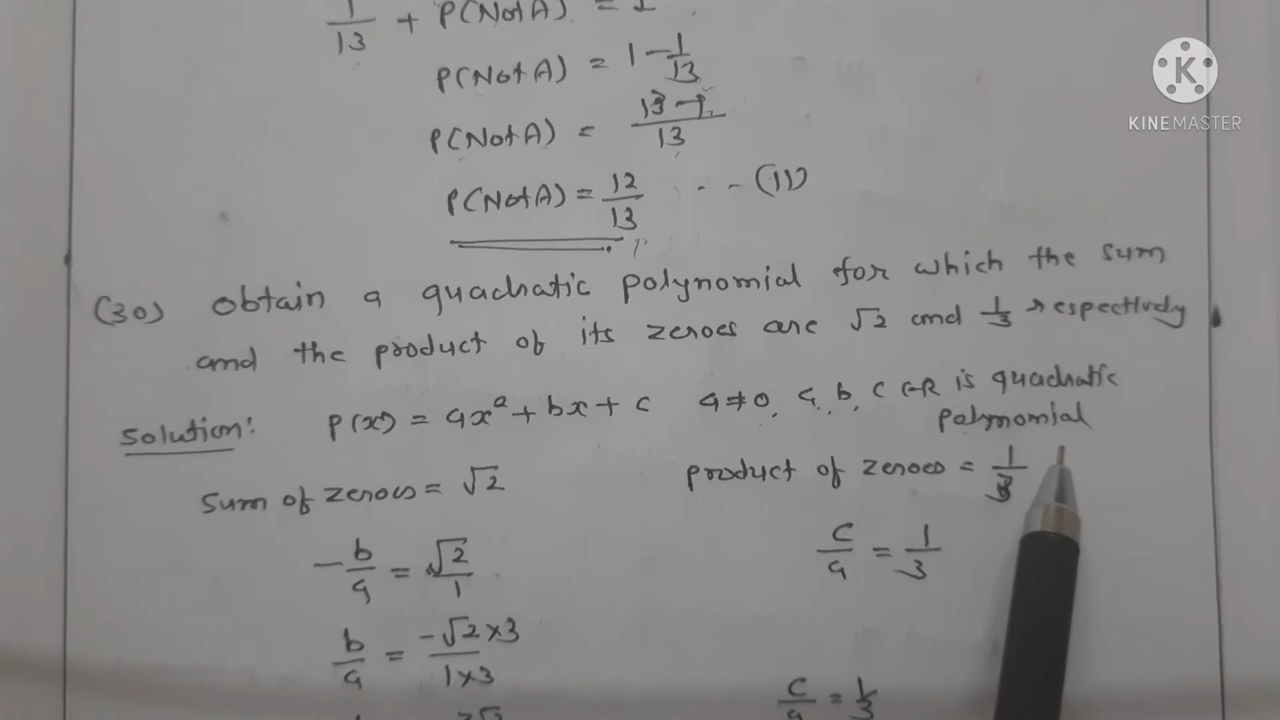 1/13 + P(Not A) = 1
P(Not A) = 1 - 1/13
P(Not A) = 13 - 1/13
P(Not A) = 12/13 - - (II)
(30) obtain a quadratic polynomial for which the sum
and the product of its zeroes are √2 and 1/3 respectively
Solution: P(x) = ax² + bx + c a≠0, a, b, c ∈ R is quadratic
polynomial
Sum of zeroes = √2 product of zeroes = 1/3
-b/a = √2/1 c/a = 1/3
b/a = -√2×3/1×3
c/a = 1/3
KINEMASTER